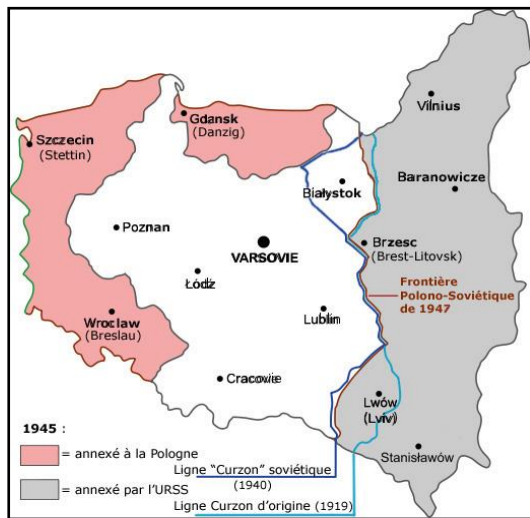 Vilnius
Gdansk
(Danzig)
Szczecin
(Stettin)
Baranowicze
Białystok
Poznan
VARSOVIE
Brzesc
(Brest-Litovsk)
Łódź
Frontière
Polono-Soviétique
de 1947
Wroclaw
(Breslau)
Lublin
Cracovie
Lwów
(Lviv)
1945 :
= annexé à la Pologne
Stanisławów
Ligne "Curzon" soviétique
(1940)
= annexé par l'URSS
Ligne Curzon d'origine (1919)